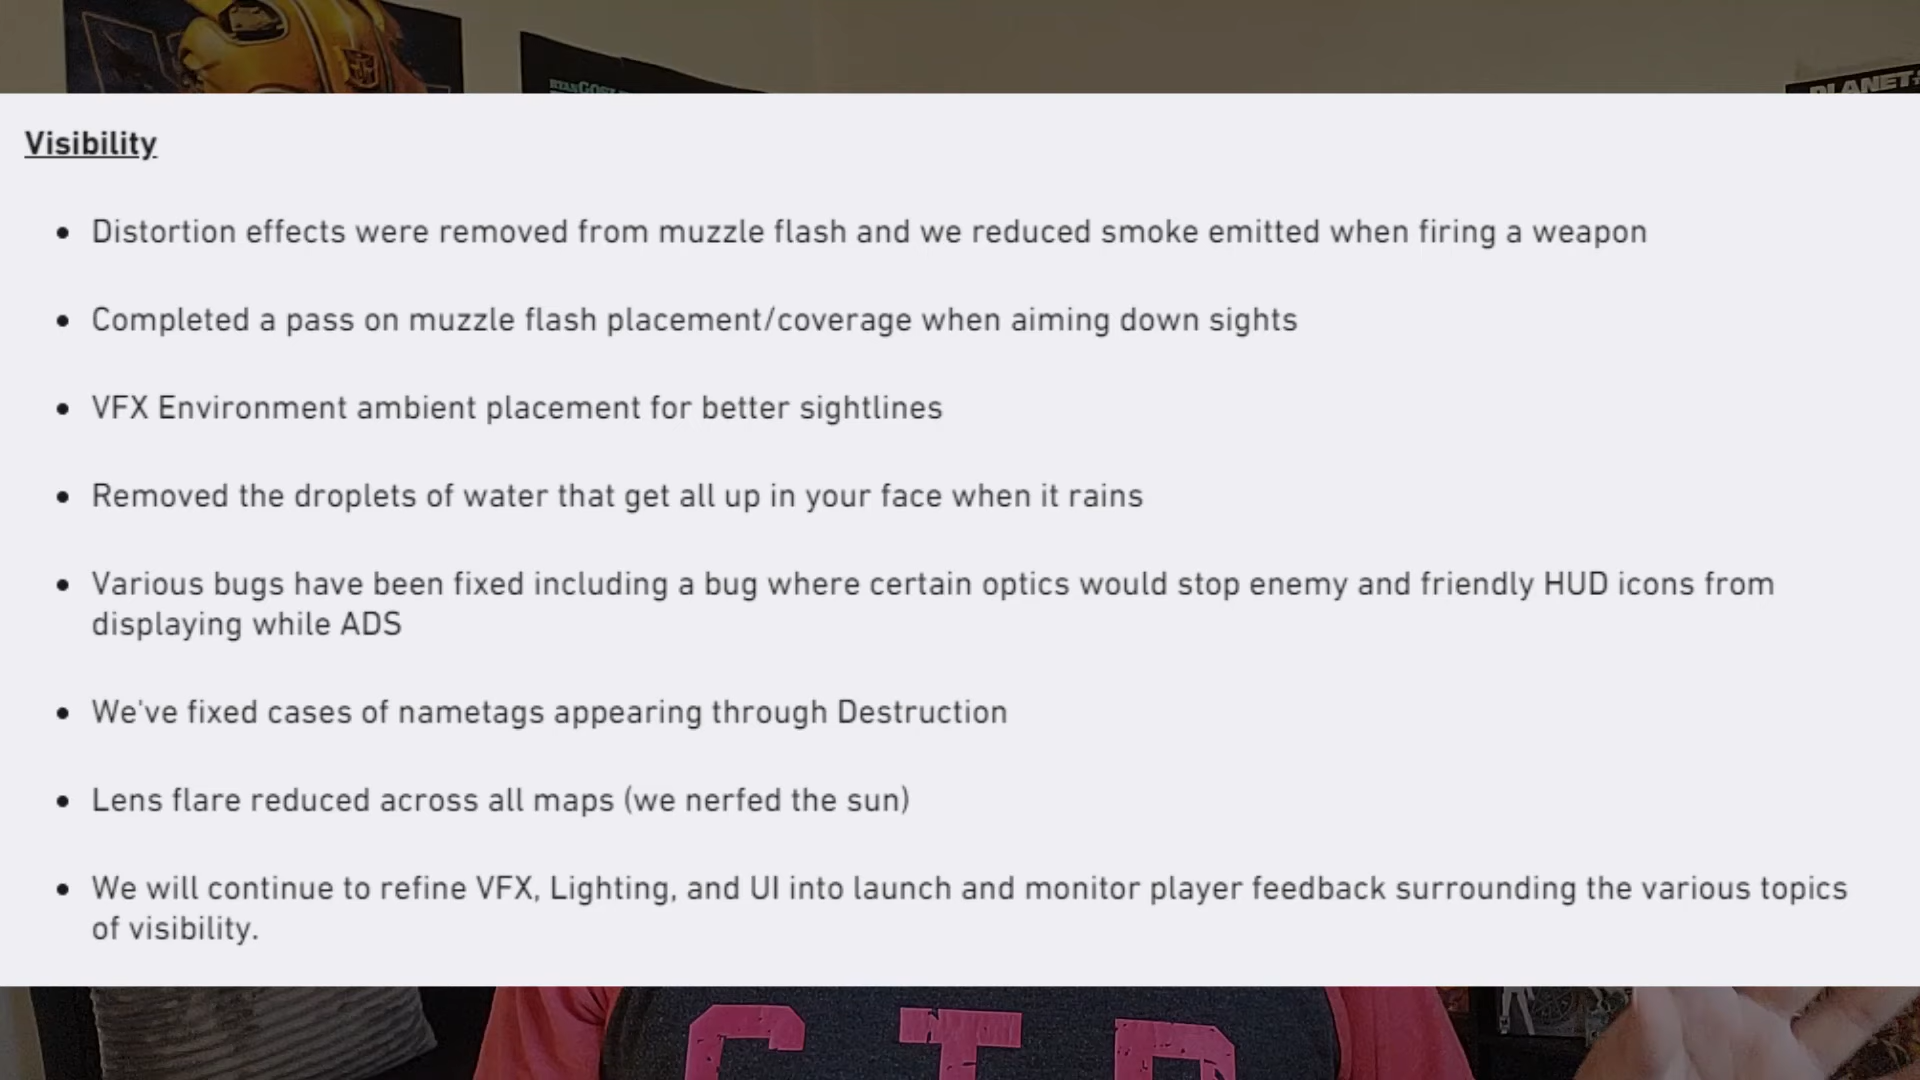 RYAN GOS
PLANET
Visibility
Distortion effects were removed from muzzle flash and we reduced smoke emitted when firing a weapon
Completed a pass on muzzle flash placement/coverage when aiming down sights
VFX Environment ambient placement for better sightlines
Removed the droplets of water that get all up in your face when it rains
Various bugs have been fixed including a bug where certain optics would stop enemy and friendly HUD icons from
displaying while ADS
We've fixed cases of nametags appearing through Destruction
Lens flare reduced across all maps (we nerfed the sun)
We will continue to refine VFX, Lighting, and UI into launch and monitor player feedback surrounding the various topics
of visibility.